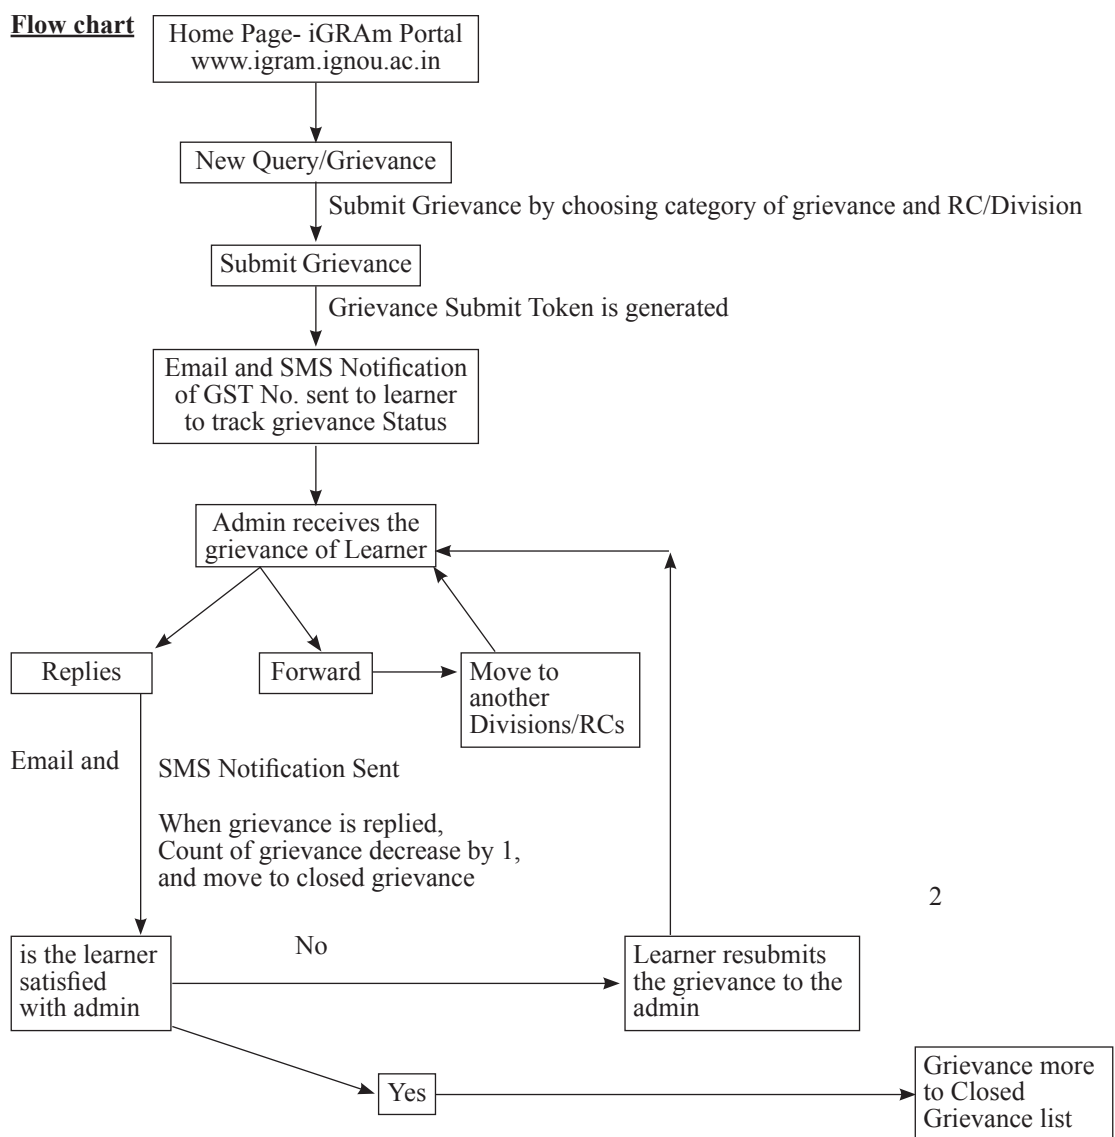 Flow chart
Home Page- iGRAm Portal
www.igram.ignou.ac.in
New Query/Grievance
Submit Grievance by choosing category of grievance and RC/Division
Submit Grievance
Grievance Submit Token is generated
Email and SMS Notification
of GST No. sent to learner
to track grievance Status
Admin receives the
grievance of Learner
Replies
Forward
Move to
another
Divisions/RCs
Email and
SMS Notification Sent
When grievance is replied,
Count of grievance decrease by 1,
and move to closed grievance
2
is the learner
satisfied
with admin
No
Learner resubmits
the grievance to the
admin
Yes
Grievance more
to Closed
Grievance list